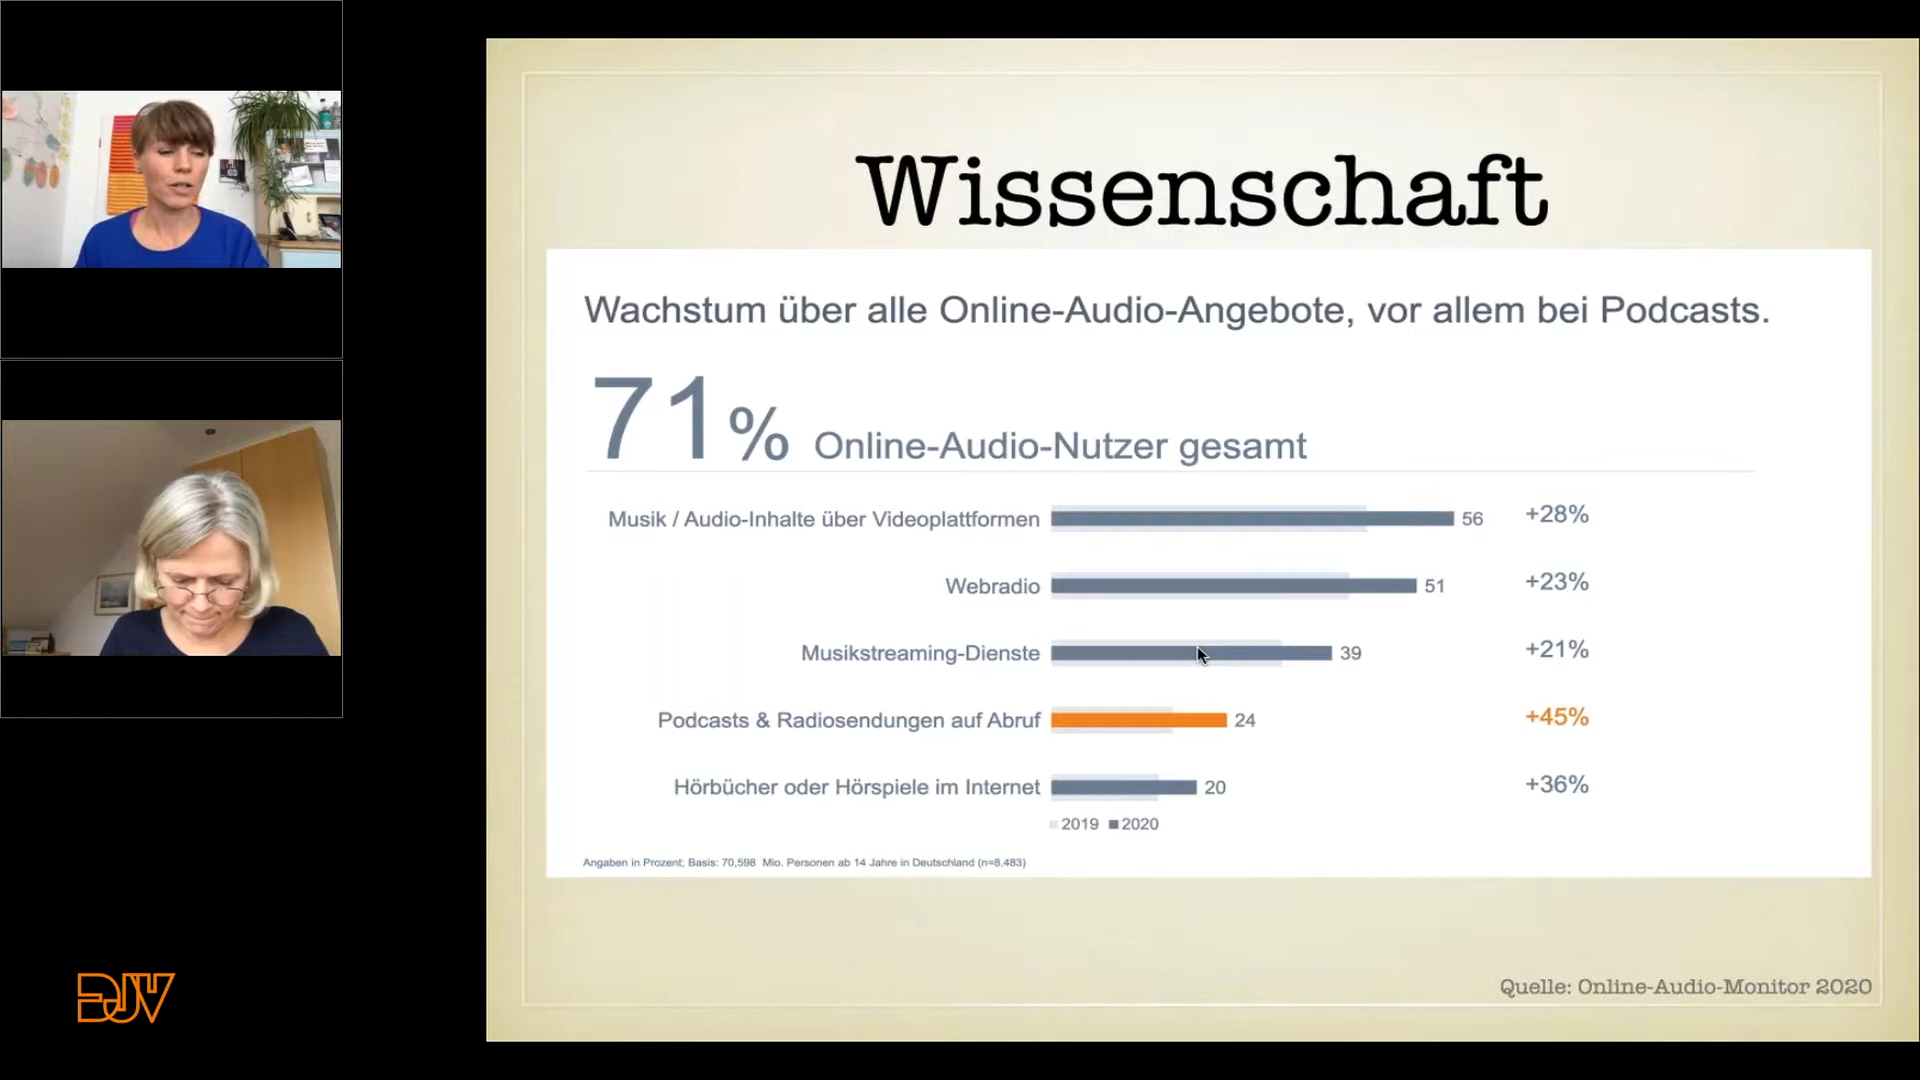 Wissenschaft
Wachstum über alle Online-Audio-Angebote, vor allem bei Podcasts.
71% Online-Audio-Nutzer gesamt
Musik / Audio-Inhalte über Videoplattformen 56 +28%
Webradio 51 +23%
Musikstreaming-Dienste 39 +21%
Podcasts & Radiosendungen auf Abruf 24 +45%
Hörbücher oder Hörspiele im Internet 20 +36%
2019 2020
Angaben in Prozent; Basis: 70,598 Mio. Personen ab 14 Jahre in Deutschland (n=8.483)
Quelle: Online-Audio-Monitor 2020
DJV